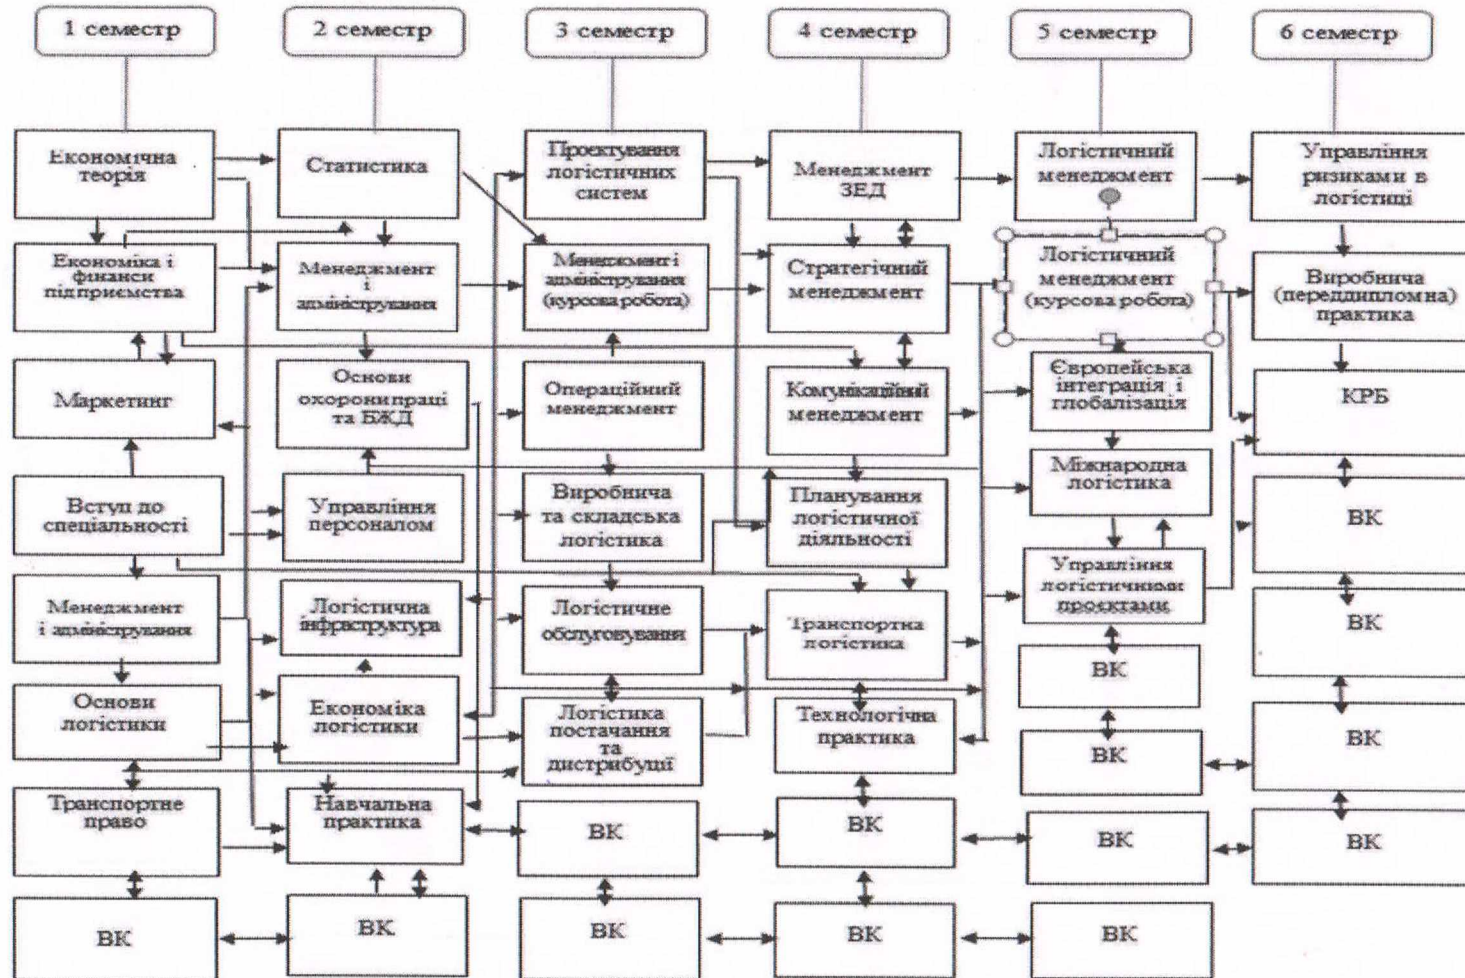 1 семестр
2 семестр
3 семестр
4 семестр
5 семестр
6 семестр
Економічна
теорія
Економіка і
фінанси
підприємства
Маркетинг
Вступ до
спеціальності
Менеджмент
і адміністрування
Основи
логістики
Транспортне
право
ВК
Статистика
Менеджмент
і
адміністрування
Основи
охорони праці
та БЖД
Управління
персоналом
Логістична
інфраструктура
Економіка
логістики
Навчальна
практика
ВК
Проектування
логістичних
систем
Менеджмент і
адміністрування
(курсова робота)
Операційний
менеджмент
Виробнича
та складська
логістика
Логістичне
обслуговування
Логістика
постачання
та
дистрибуції
ВК
ВК
Менеджмент
ЗЕД
Стратегічний
менеджмент
Комунікаційний
менеджмент
Планування
логістичної
діяльності
Транспортна
логістика
Технологічна
практика
ВК
ВК
Логістичний
менеджмент
Логістичний
менеджмент
(курсова робота)
Європейська
інтеграція і
глобалізація
Міжнародна
логістика
Управління
логістичними
проєктами
ВК
ВК
ВК
ВК
Управління
ризиками в
логістиці
Виробнича
(переддипломна)
практика
КРБ
ВК
ВК
ВК
ВК